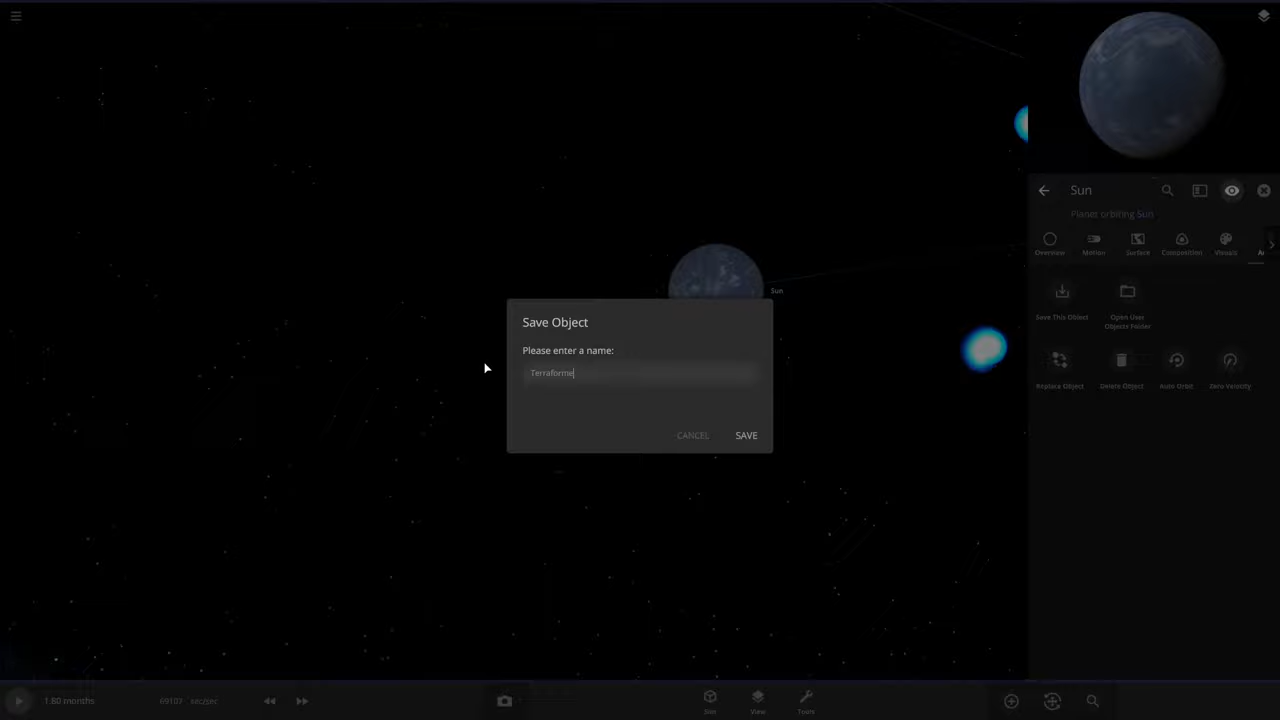 Sun
Planet orbiting Sun
Overview
Motion
Surface
Composition
Visuals
Sun
Save Object
Please enter a name:
Terraforme
CANCEL
SAVE
Save This Object
Open User
Objects Folder
Replace Object
Delete Object
Auto Orbit
Zero Velocity
1.80 months
69107 sec/sec
Sim
View
Tools